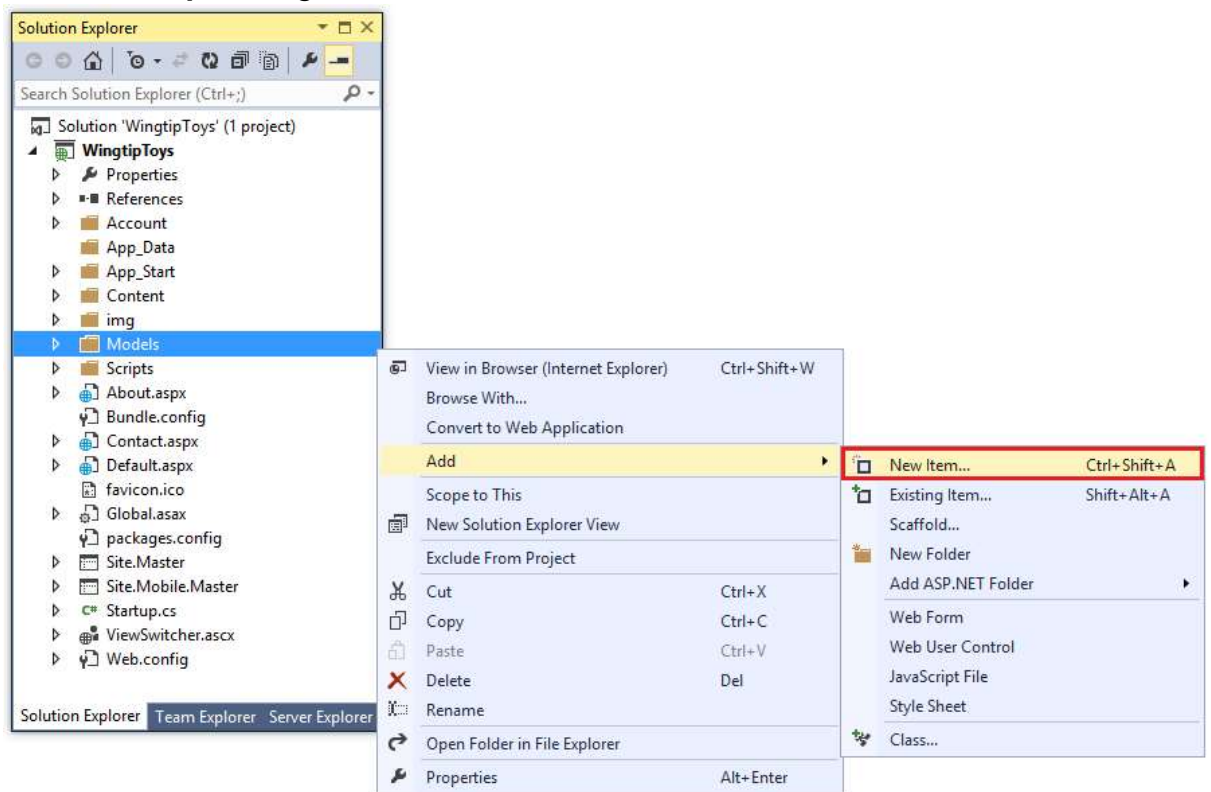 Solution Explorer
Search Solution Explorer (Ctrl+;)
Solution 'WingtipToys' (1 project)
WingtipToys
Properties
References
Account
App_Data
App_Start
Content
img
Models
Scripts
About.aspx
Bundle.config
Contact.aspx
Default.aspx
favicon.ico
Global.asax
packages.config
Site.Master
Site.Mobile.Master
C# Startup.cs
ViewSwitcher.ascx
Web.config
Solution Explorer Team Explorer Server Explorer
View in Browser (Internet Explorer) Ctrl+Shift+W
Browse With...
Convert to Web Application
Add
Scope to This
New Solution Explorer View
Exclude From Project
Cut Ctrl+X
Copy Ctrl+C
Paste Ctrl+V
Delete Del
Rename
Open Folder in File Explorer
Properties Alt+Enter
New Item... Ctrl+Shift+A
Existing Item... Shift+Alt+A
Scaffold...
New Folder
Add ASP.NET Folder
Web Form
Web User Control
JavaScript File
Style Sheet
Class...